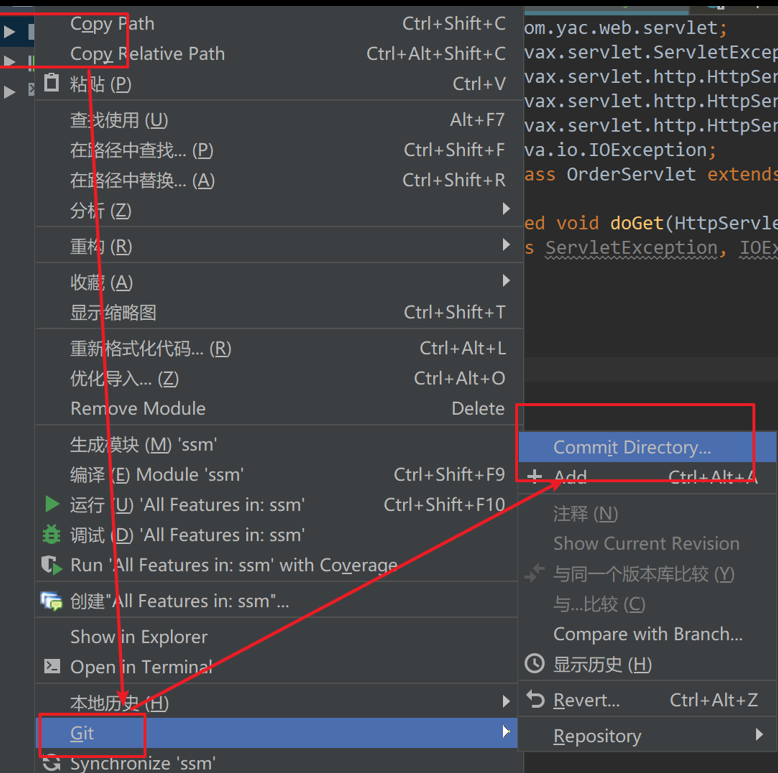 Copy Path Ctrl+Shift+C
Copy Relative Path Ctrl+Alt+Shift+C
粘贴 (P) Ctrl+V
查找使用 (U) Alt+F7
在路径中查找... (P) Ctrl+Shift+F
在路径中替换... (A) Ctrl+Shift+R
分析 (Z)
重构 (R)
收藏 (A)
显示缩略图 Ctrl+Shift+T
重新格式化代码... (R) Ctrl+Alt+L
优化导入... (Z) Ctrl+Alt+O
Remove Module Delete
生成模块 (M) 'ssm'
编译 (E) Module 'ssm' Ctrl+Shift+F9
运行 (U) 'All Features in: ssm' Ctrl+Shift+F10
调试 (D) 'All Features in: ssm'
Run 'All Features in: ssm' with Coverage
创建"All Features in: ssm"...
Show in Explorer
Open in Terminal
本地历史 (H)
Git
Synchronize 'ssm'
om.yac.web.servlet;
vax.servlet.ServletExcep
vax.servlet.http.HttpSer
vax.servlet.http.HttpSer
vax.servlet.http.HttpSer
va.io.IOException;
ass OrderServlet extends
ed void doGet(HttpServle
s ServletException, IOEx
Commit Directory...
Add Ctrl+Alt+A
注释 (N)
Show Current Revision
与同一个版本库比较 (Y)
与...比较 (C)
Compare with Branch...
显示历史 (H)
Revert... Ctrl+Alt+Z
Repository